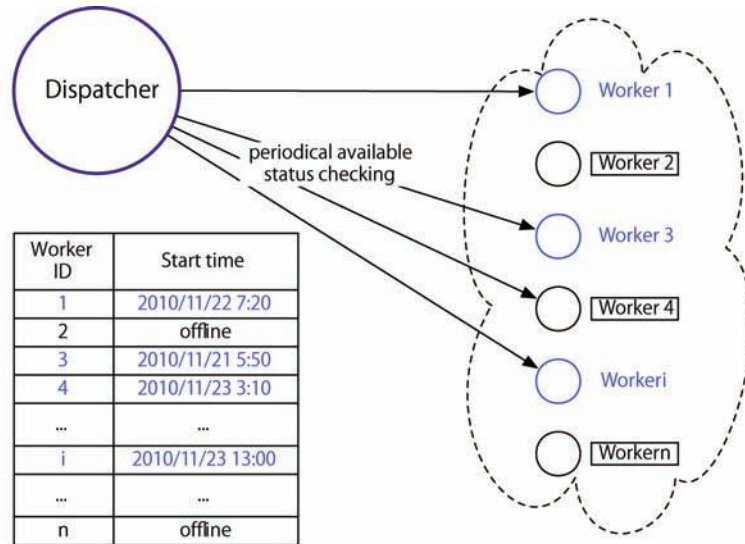 Dispatcher
periodical available
status checking
Worker 1
Worker 2
Worker 3
Worker 4
Workeri
Workern
Worker ID Start time
1 2010/11/22 7:20
2 offline
3 2010/11/21 5:50
4 2010/11/23 3:10
... ...
i 2010/11/23 13:00
... ...
n offline